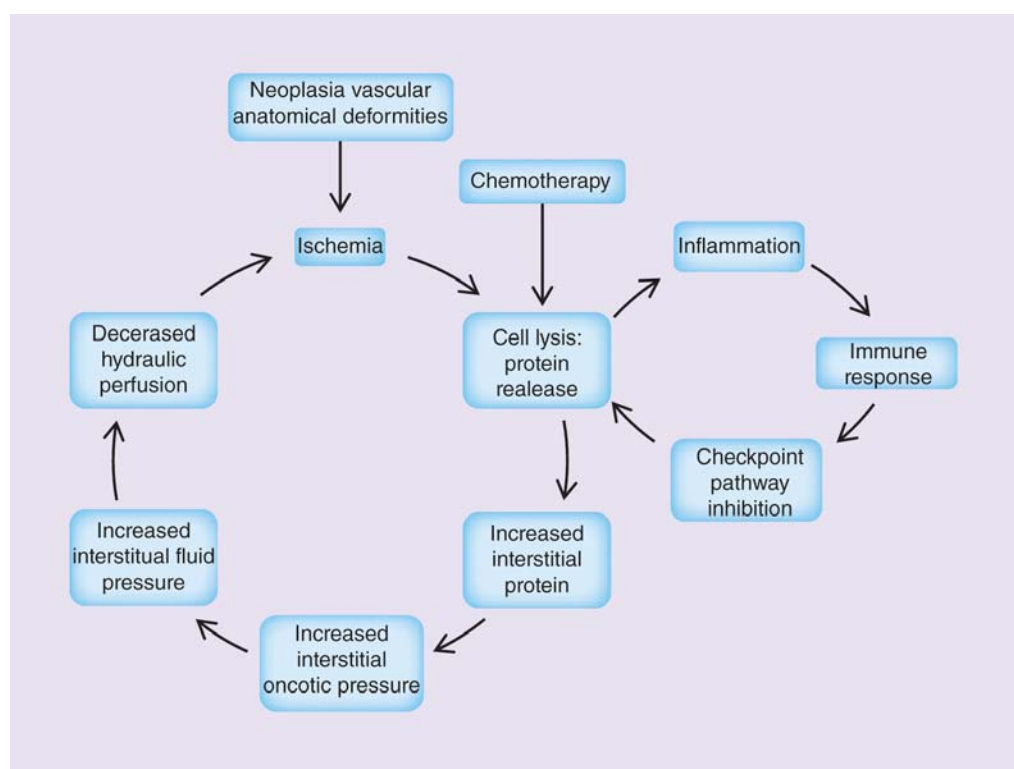 Neoplasia vascular
anatomical deformities
Chemotherapy
Ischemia
Inflammation
Decerased
hydraulic
perfusion
Cell lysis:
protein
realease
Immune
response
Checkpoint
pathway
inhibition
Increased
interstitual fluid
pressure
Increased
interstitial
protein
Increased
interstitial
oncotic pressure